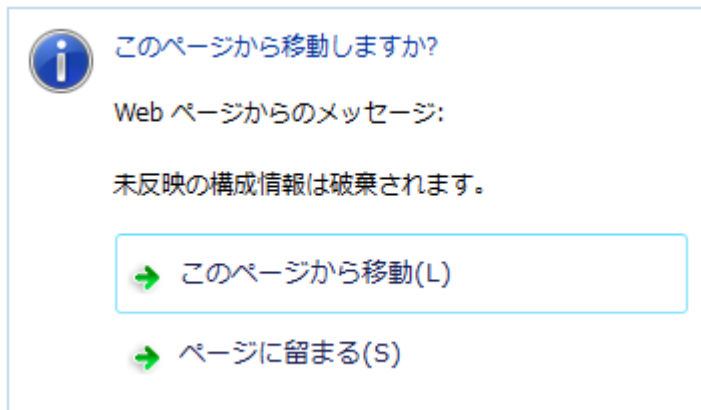 このページから移動しますか?
Web ページからのメッセージ:
未反映の構成情報は破棄されます。
このページから移動(L)
ページに留まる(S)